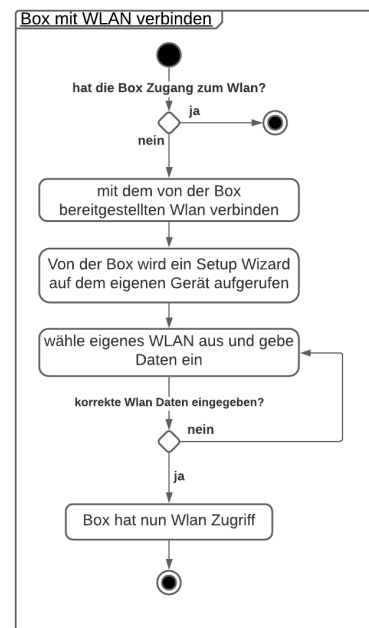 Box mit WLAN verbinden
hat die Box Zugang zum Wlan?
ja
nein
mit dem von der Box
bereitgestellten Wlan verbinden
Von der Box wird ein Setup Wizard
auf dem eigenen Gerät aufgerufen
wähle eigenes WLAN aus und gebe
Daten ein
korrekte Wlan Daten eingegeben?
nein
ja
Box hat nun Wlan Zugriff